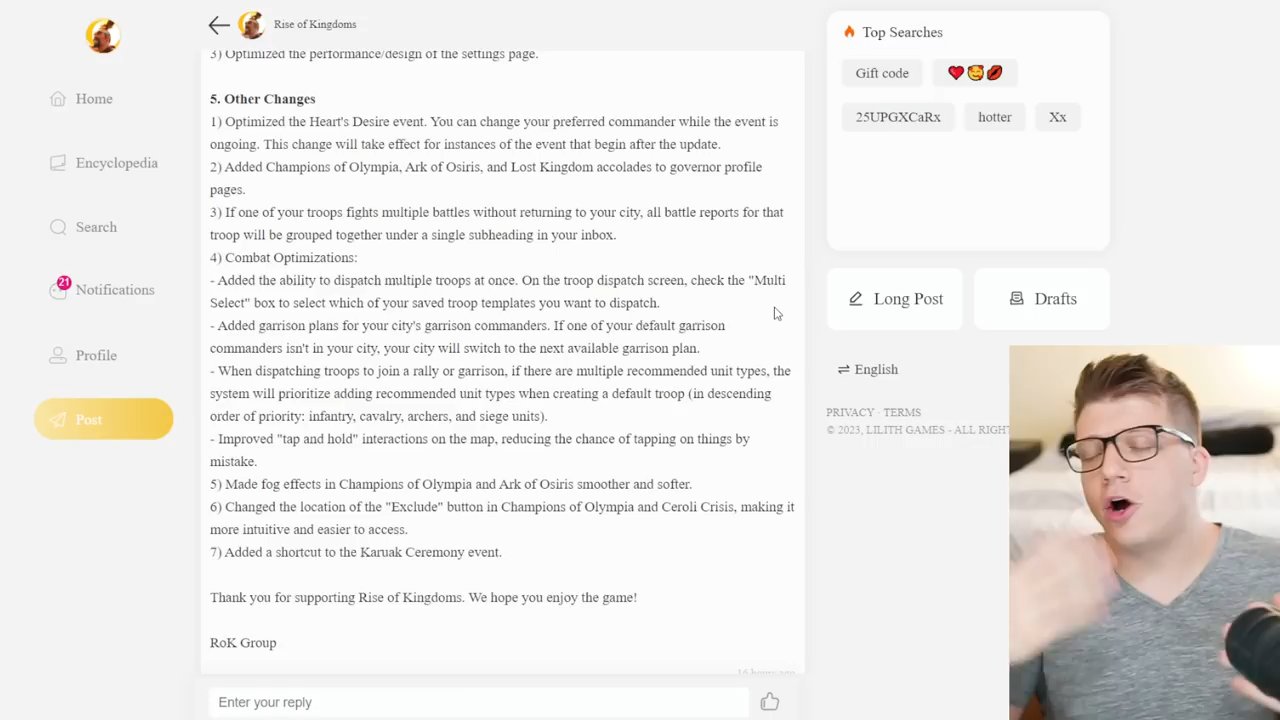 Rise of Kingdoms
Home
Encyclopedia
Search
21
Notifications
Profile
Post
3) Optimized the performance/design of the settings page.
5. Other Changes
1) Optimized the Heart's Desire event. You can change your preferred commander while the event is
ongoing. This change will take effect for instances of the event that begin after the update.
2) Added Champions of Olympia, Ark of Osiris, and Lost Kingdom accolades to governor profile
pages.
3) If one of your troops fights multiple battles without returning to your city, all battle reports for that
troop will be grouped together under a single subheading in your inbox.
4) Combat Optimizations:
- Added the ability to dispatch multiple troops at once. On the troop dispatch screen, check the "Multi
Select" box to select which of your saved troop templates you want to dispatch.
- Added garrison plans for your city's garrison commanders. If one of your default garrison
commanders isn't in your city, your city will switch to the next available garrison plan.
- When dispatching troops to join a rally or garrison, if there are multiple recommended unit types, the
system will prioritize adding recommended unit types when creating a default troop (in descending
order of priority: infantry, cavalry, archers, and siege units).
- Improved "tap and hold" interactions on the map, reducing the chance of tapping on things by
mistake.
5) Made fog effects in Champions of Olympia and Ark of Osiris smoother and softer.
6) Changed the location of the "Exclude" button in Champions of Olympia and Ceroli Crisis, making it
more intuitive and easier to access.
7) Added a shortcut to the Karuak Ceremony event.
Thank you for supporting Rise of Kingdoms. We hope you enjoy the game!
RoK Group
16 hours ago
Enter your reply
Top Searches
Gift code
25UPGXCaRx
hotter
Xx
Long Post
Drafts
⇌ English
PRIVACY · TERMS
© 2023, LILITH GAMES - ALL RIGH